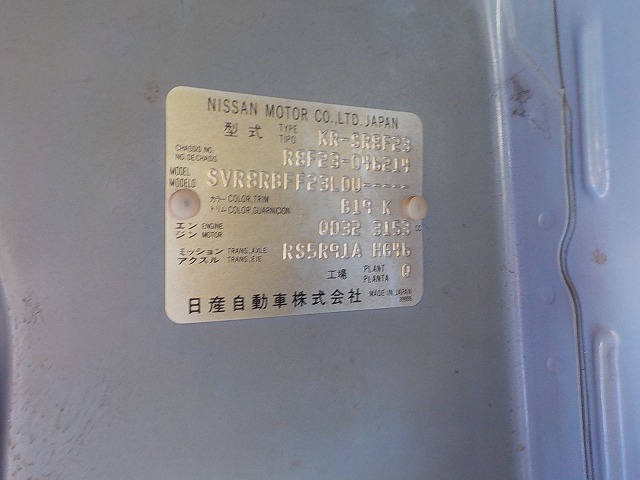 NISSAN MOTOR CO., LTD. JAPAN
型式 TYPE TIPO KR-SR8F23
CHASSIS NO. NO. DE CHASIS R8F23-046214
MODEL MODELO SVR8RBFF23LDU-----
カラー COLOR, TRIM トリム COLOR, GUARNICION B19 K
エンジン ENGINE MOTOR QD32 3153 cc
ミッション アクスル TRANS., AXLE TRANS., EJE RS5R91A HG46
工場 PLANT PLANTA Q
日産自動車株式会社 MADE IN JAPAN